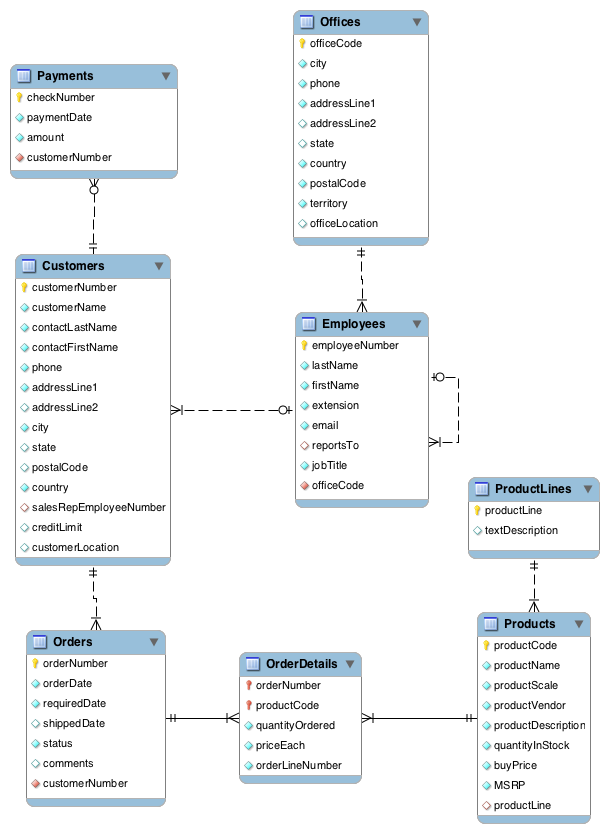 Offices
officeCode
city
phone
addressLine1
addressLine2
state
country
postalCode
territory
officeLocation
Payments
checkNumber
paymentDate
amount
customerNumber
Customers
customerNumber
customerName
contactLastName
contactFirstName
phone
addressLine1
addressLine2
city
state
postalCode
country
salesRepEmployeeNumber
creditLimit
customerLocation
Employees
employeeNumber
lastName
firstName
extension
email
reportsTo
jobTitle
officeCode
ProductLines
productLine
textDescription
Orders
orderNumber
orderDate
requiredDate
shippedDate
status
comments
customerNumber
OrderDetails
orderNumber
productCode
quantityOrdered
priceEach
orderLineNumber
Products
productCode
productName
productScale
productVendor
productDescription
quantityInStock
buyPrice
MSRP
productLine